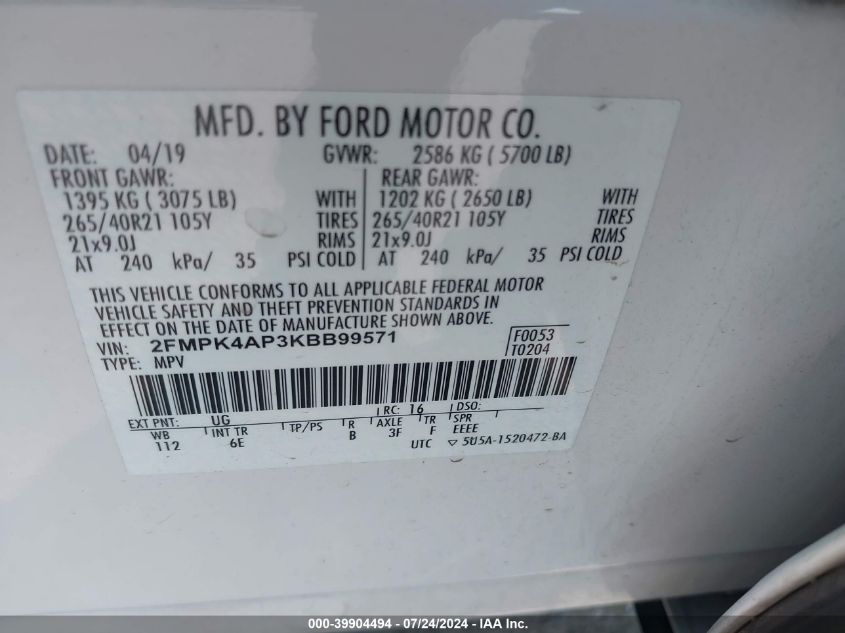 MFD. BY FORD MOTOR CO.
DATE: 04/19 GVWR: 2586 KG ( 5700 LB)
FRONT GAWR: REAR GAWR:
1395 KG ( 3075 LB) WITH 1202 KG ( 2650 LB) WITH
265/40R21 105Y TIRES 265/40R21 105Y TIRES
21x9.0J RIMS 21x9.0J RIMS
AT 240 kPa/ 35 PSI COLD AT 240 kPa/ 35 PSI COLD
THIS VEHICLE CONFORMS TO ALL APPLICABLE FEDERAL MOTOR
VEHICLE SAFETY AND THEFT PREVENTION STANDARDS IN
EFFECT ON THE DATE OF MANUFACTURE SHOWN ABOVE.
VIN: 2FMPK4AP3KBB99571 F0053
TYPE: MPV T0204
EXT PNT: UG RC: 16 DSO:
WB INT TR TP/PS R AXLE TR SPR
112 6E B 3F F EEEE
UTC ▽ 5U5A-1520472-BA
000-39904494 - 07/24/2024 - IAA Inc.